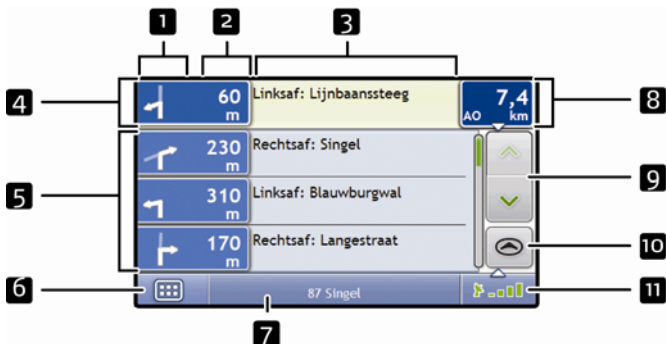 1 2 3
4 60 m Linksaf: Lijnbaanssteeg 7,4 AO km 8
230 m Rechtsaf: Singel
5 310 m Linksaf: Blauwburgwal 9
170 m Rechtsaf: Langestraat 10
6 87 Singel 11
7